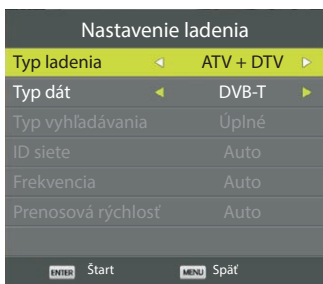 Nastavenie ladenia
Typ ladenia ATV + DTV
Typ dát DVB-T
Typ vyhľadávania Úplné
ID siete Auto
Frekvencia Auto
Prenosová rýchlosť Auto
ENTER Štart MENU Späť